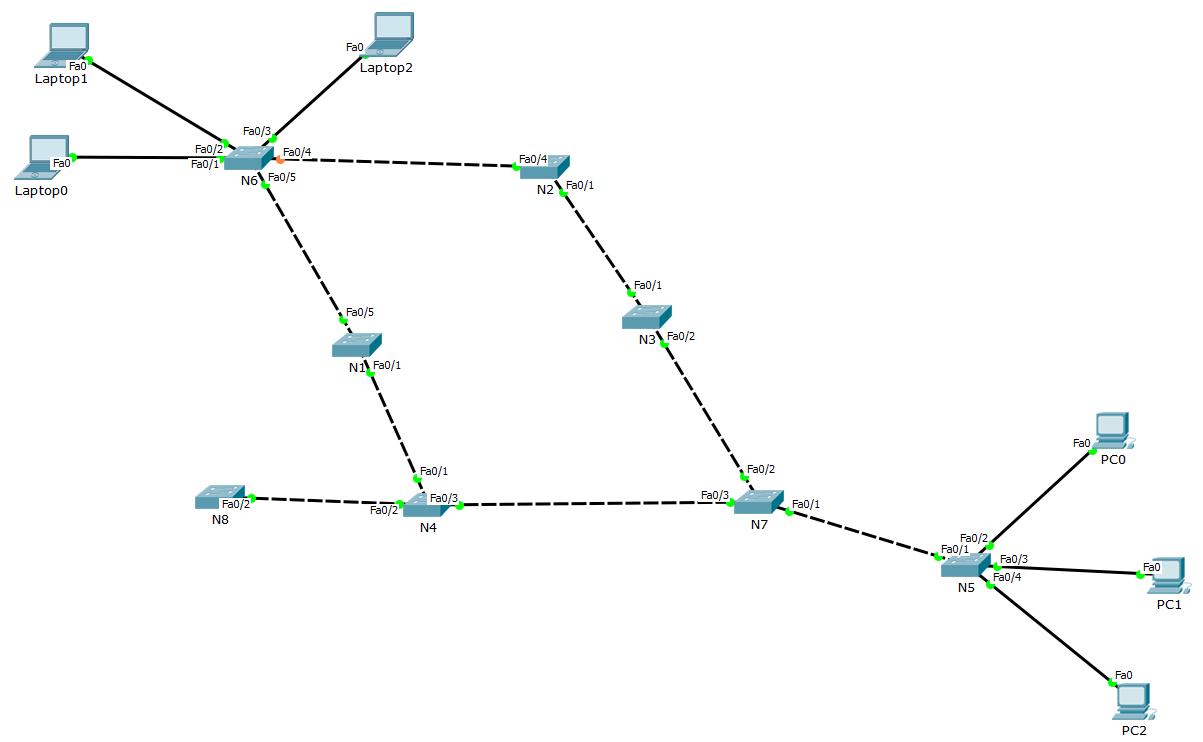 Fa0
Laptop1
Fa0
Laptop2
Fa0
Laptop0
Fa0/3
Fa0/2
Fa0/1
Fa0/4
N6
Fa0/5
Fa0/4
N2
Fa0/1
Fa0/1
N3
Fa0/2
Fa0/5
N1
Fa0/1
Fa0/1
Fa0/2
N8
Fa0/2
Fa0/3
N4
Fa0/2
Fa0/3
Fa0/1
N7
Fa0/1
Fa0/2
Fa0/3
Fa0/4
N5
Fa0
PC0
Fa0
PC1
Fa0
PC2